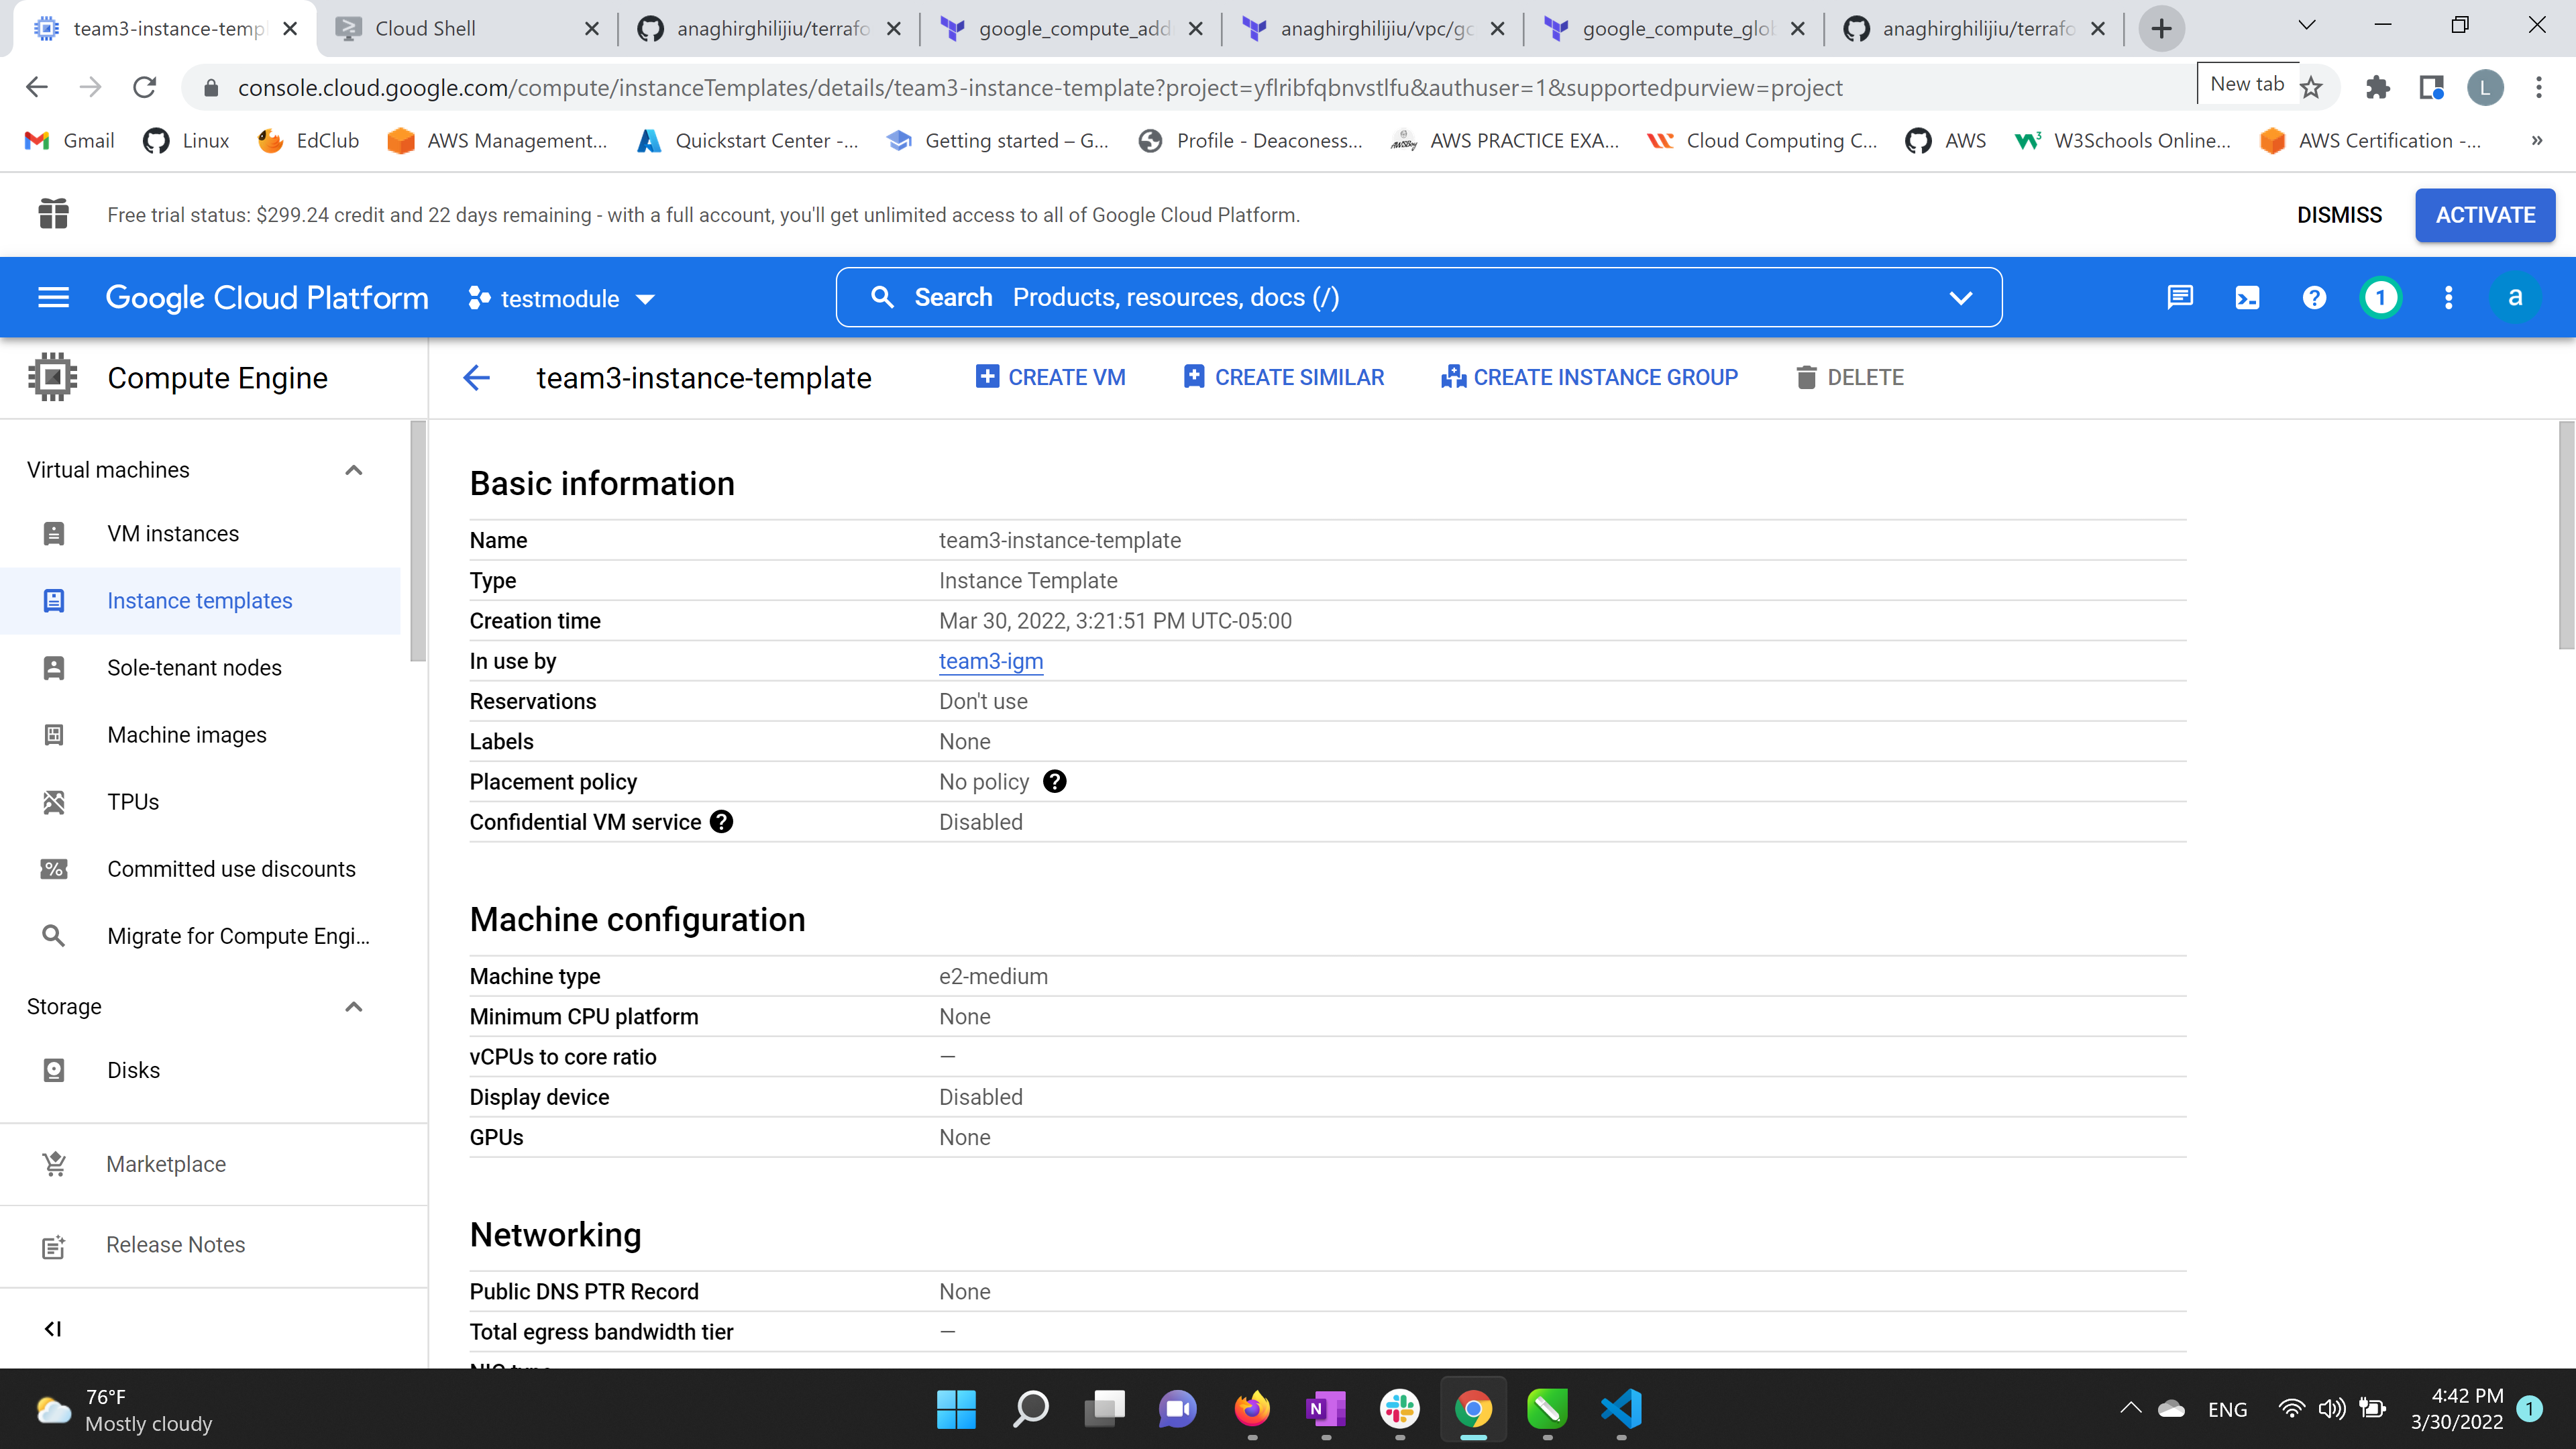 team3-instance-temp
Cloud Shell
anaghirghilijiu/terrafo
google_compute_add
anaghirghilijiu/vpc/gc
google_compute_glob
anaghirghilijiu/terrafo
console.cloud.google.com/compute/instanceTemplates/details/team3-instance-template?project=yflribfqbnvstlfu&authuser=1&supportedpurview=project
New tab
L
Gmail
Linux
EdClub
AWS Management...
Quickstart Center -...
Getting started – G...
Profile - Deaconess...
AWS PRACTICE EXA...
Cloud Computing C...
AWS
W3Schools Online...
AWS Certification -...
»
Free trial status: $299.24 credit and 22 days remaining - with a full account, you'll get unlimited access to all of Google Cloud Platform.
DISMISS
ACTIVATE
Google Cloud Platform
testmodule
Search Products, resources, docs (/)
1
a
Compute Engine
team3-instance-template
CREATE VM
CREATE SIMILAR
CREATE INSTANCE GROUP
DELETE
Virtual machines
VM instances
Instance templates
Sole-tenant nodes
Machine images
TPUs
Committed use discounts
Migrate for Compute Engi...
Storage
Disks
Marketplace
Release Notes
Basic information
Name team3-instance-template
Type Instance Template
Creation time Mar 30, 2022, 3:21:51 PM UTC-05:00
In use by team3-igm
Reservations Don't use
Labels None
Placement policy No policy
Confidential VM service Disabled
Machine configuration
Machine type e2-medium
Minimum CPU platform None
vCPUs to core ratio —
Display device Disabled
GPUs None
Networking
Public DNS PTR Record None
Total egress bandwidth tier —
NIC type
76°F
Mostly cloudy
ENG
4:42 PM
3/30/2022
1